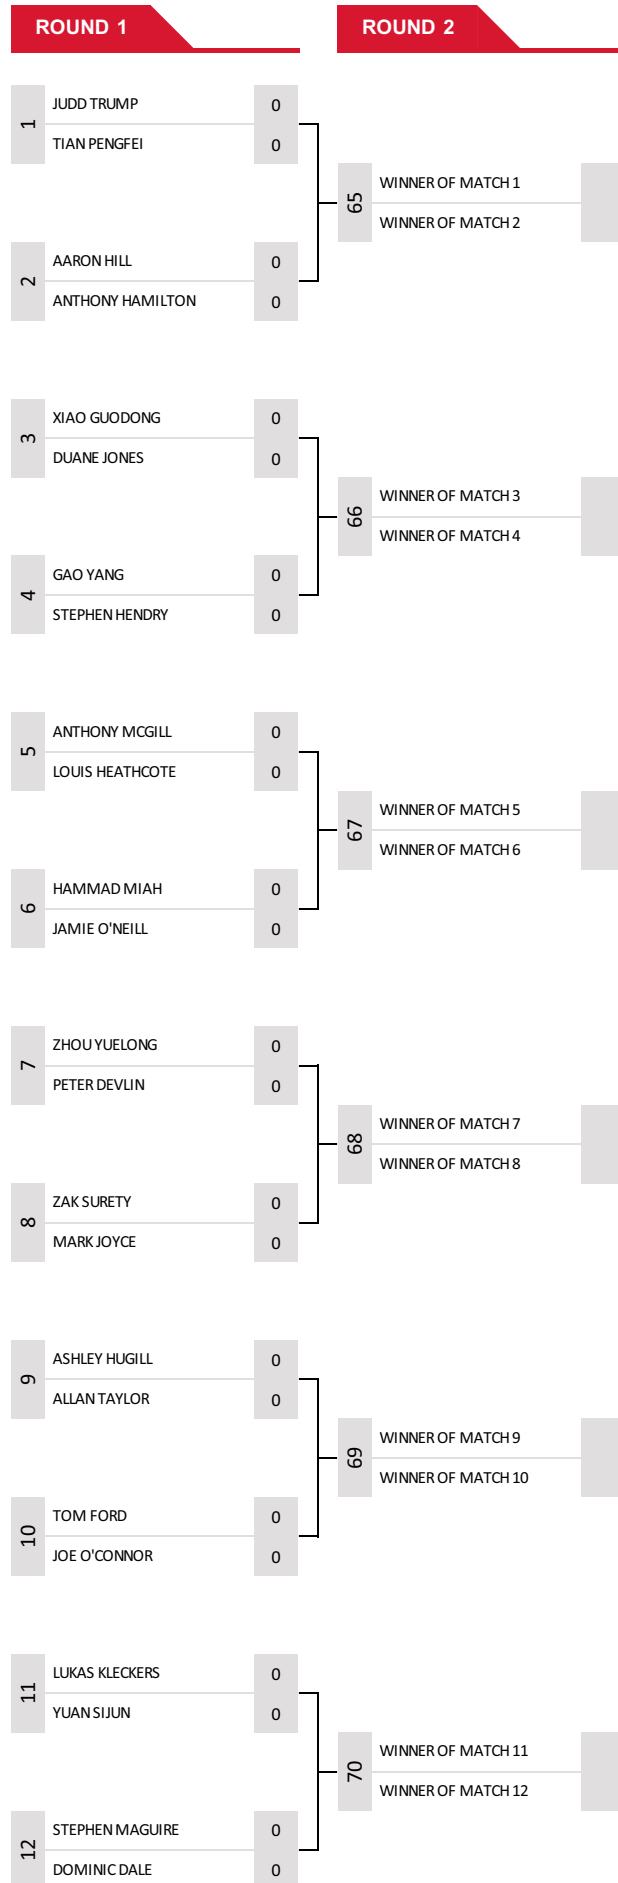 ROUND 1
ROUND 2
1
JUDD TRUMP 0
TIAN PENGFEI 0
65
WINNER OF MATCH 1
WINNER OF MATCH 2
2
AARON HILL 0
ANTHONY HAMILTON 0
3
XIAO GUODONG 0
DUANE JONES 0
66
WINNER OF MATCH 3
WINNER OF MATCH 4
4
GAO YANG 0
STEPHEN HENDRY 0
5
ANTHONY MCGILL 0
LOUIS HEATHCOTE 0
67
WINNER OF MATCH 5
WINNER OF MATCH 6
6
HAMMAD MIAH 0
JAMIE O'NEILL 0
7
ZHOU YUELONG 0
PETER DEVLIN 0
68
WINNER OF MATCH 7
WINNER OF MATCH 8
8
ZAK SURETY 0
MARK JOYCE 0
9
ASHLEY HUGILL 0
ALLAN TAYLOR 0
69
WINNER OF MATCH 9
WINNER OF MATCH 10
10
TOM FORD 0
JOE O'CONNOR 0
11
LUKAS KLECKERS 0
YUAN SIJUN 0
70
WINNER OF MATCH 11
WINNER OF MATCH 12
12
STEPHEN MAGUIRE 0
DOMINIC DALE 0